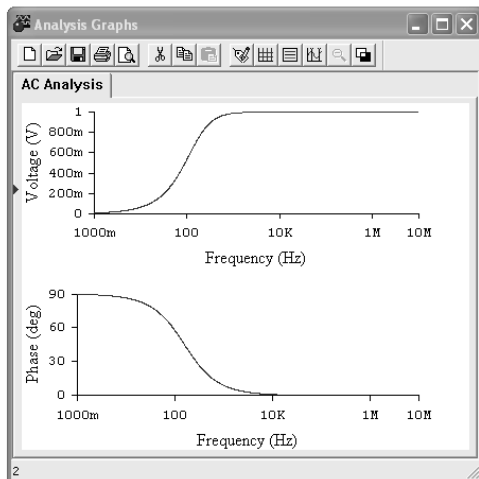 Analysis Graphs
AC Analysis
1
800m
600m
400m
200m
0
Voltage (V)
1000m 100 10K 1M 10M
Frequency (Hz)
90
60
30
0
Phase (deg)
1000m 100 10K 1M 10M
Frequency (Hz)
2